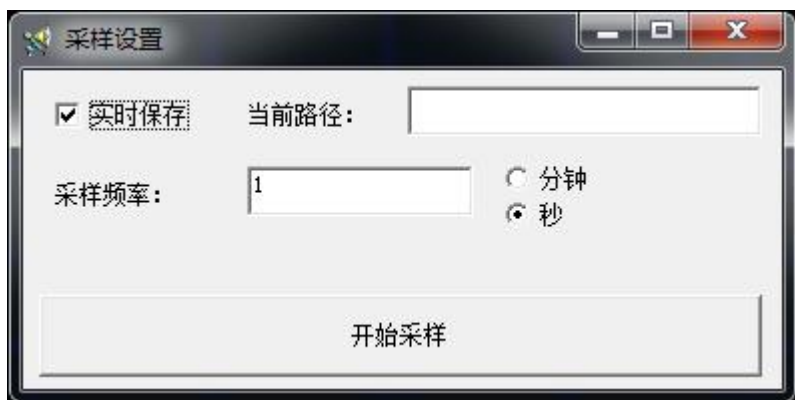 采样设置
实时保存 当前路径：
采样频率： 1 分钟
秒
开始采样